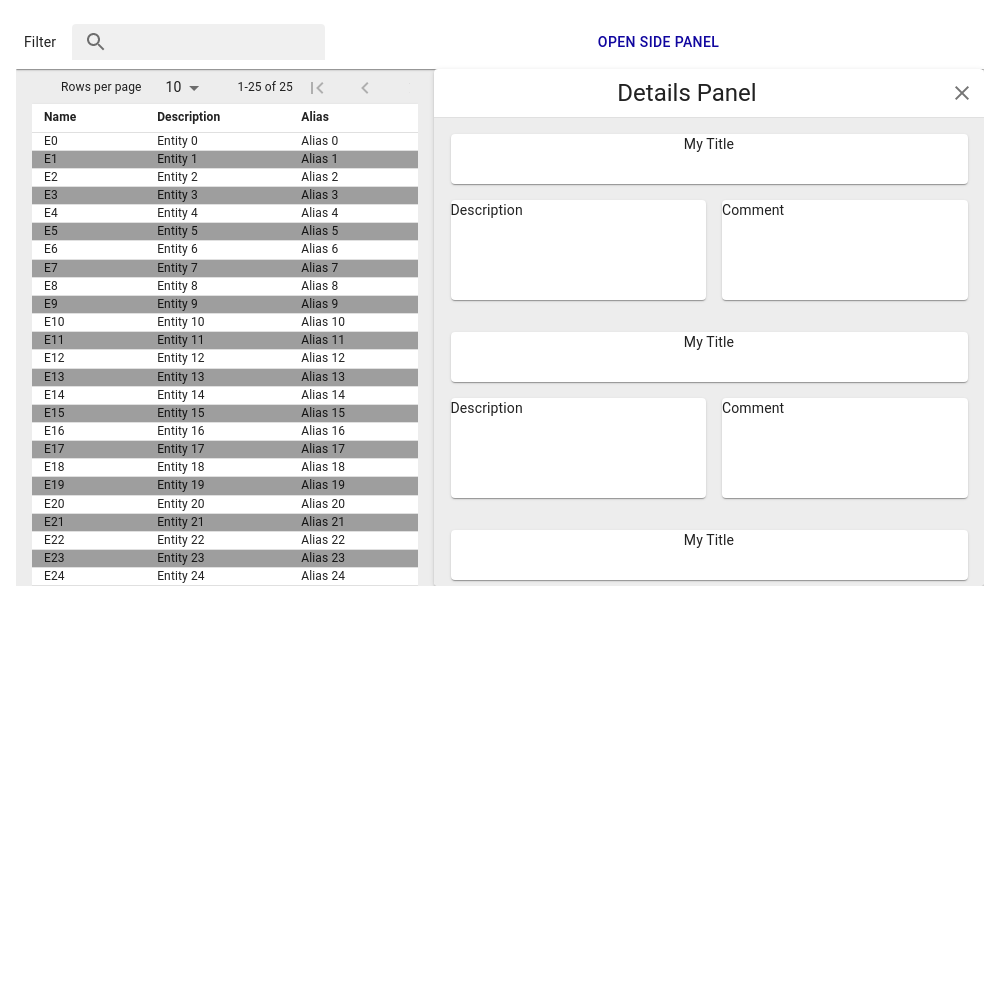 Filter
OPEN SIDE PANEL
Rows per page 10 1-25 of 25
Name Description Alias
E0 Entity 0 Alias 0
E1 Entity 1 Alias 1
E2 Entity 2 Alias 2
E3 Entity 3 Alias 3
E4 Entity 4 Alias 4
E5 Entity 5 Alias 5
E6 Entity 6 Alias 6
E7 Entity 7 Alias 7
E8 Entity 8 Alias 8
E9 Entity 9 Alias 9
E10 Entity 10 Alias 10
E11 Entity 11 Alias 11
E12 Entity 12 Alias 12
E13 Entity 13 Alias 13
E14 Entity 14 Alias 14
E15 Entity 15 Alias 15
E16 Entity 16 Alias 16
E17 Entity 17 Alias 17
E18 Entity 18 Alias 18
E19 Entity 19 Alias 19
E20 Entity 20 Alias 20
E21 Entity 21 Alias 21
E22 Entity 22 Alias 22
E23 Entity 23 Alias 23
E24 Entity 24 Alias 24
Details Panel
My Title
Description Comment
My Title
Description Comment
My Title